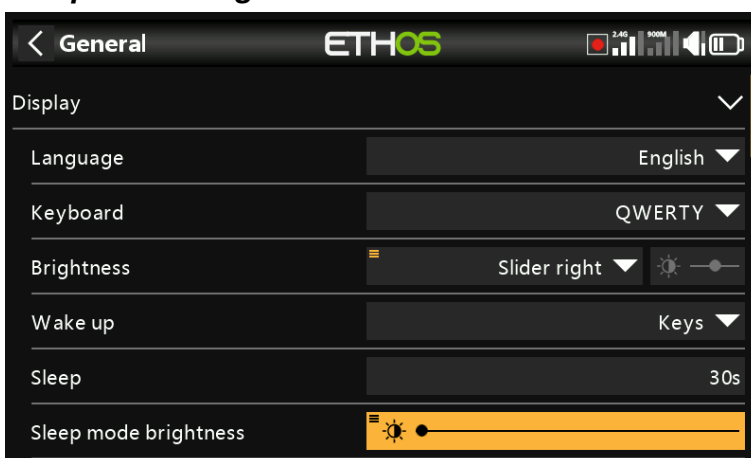 General
ETHOS
2.4G
900M
Display
Language
English
Keyboard
QWERTY
Brightness
Slider right
Wake up
Keys
Sleep
30s
Sleep mode brightness